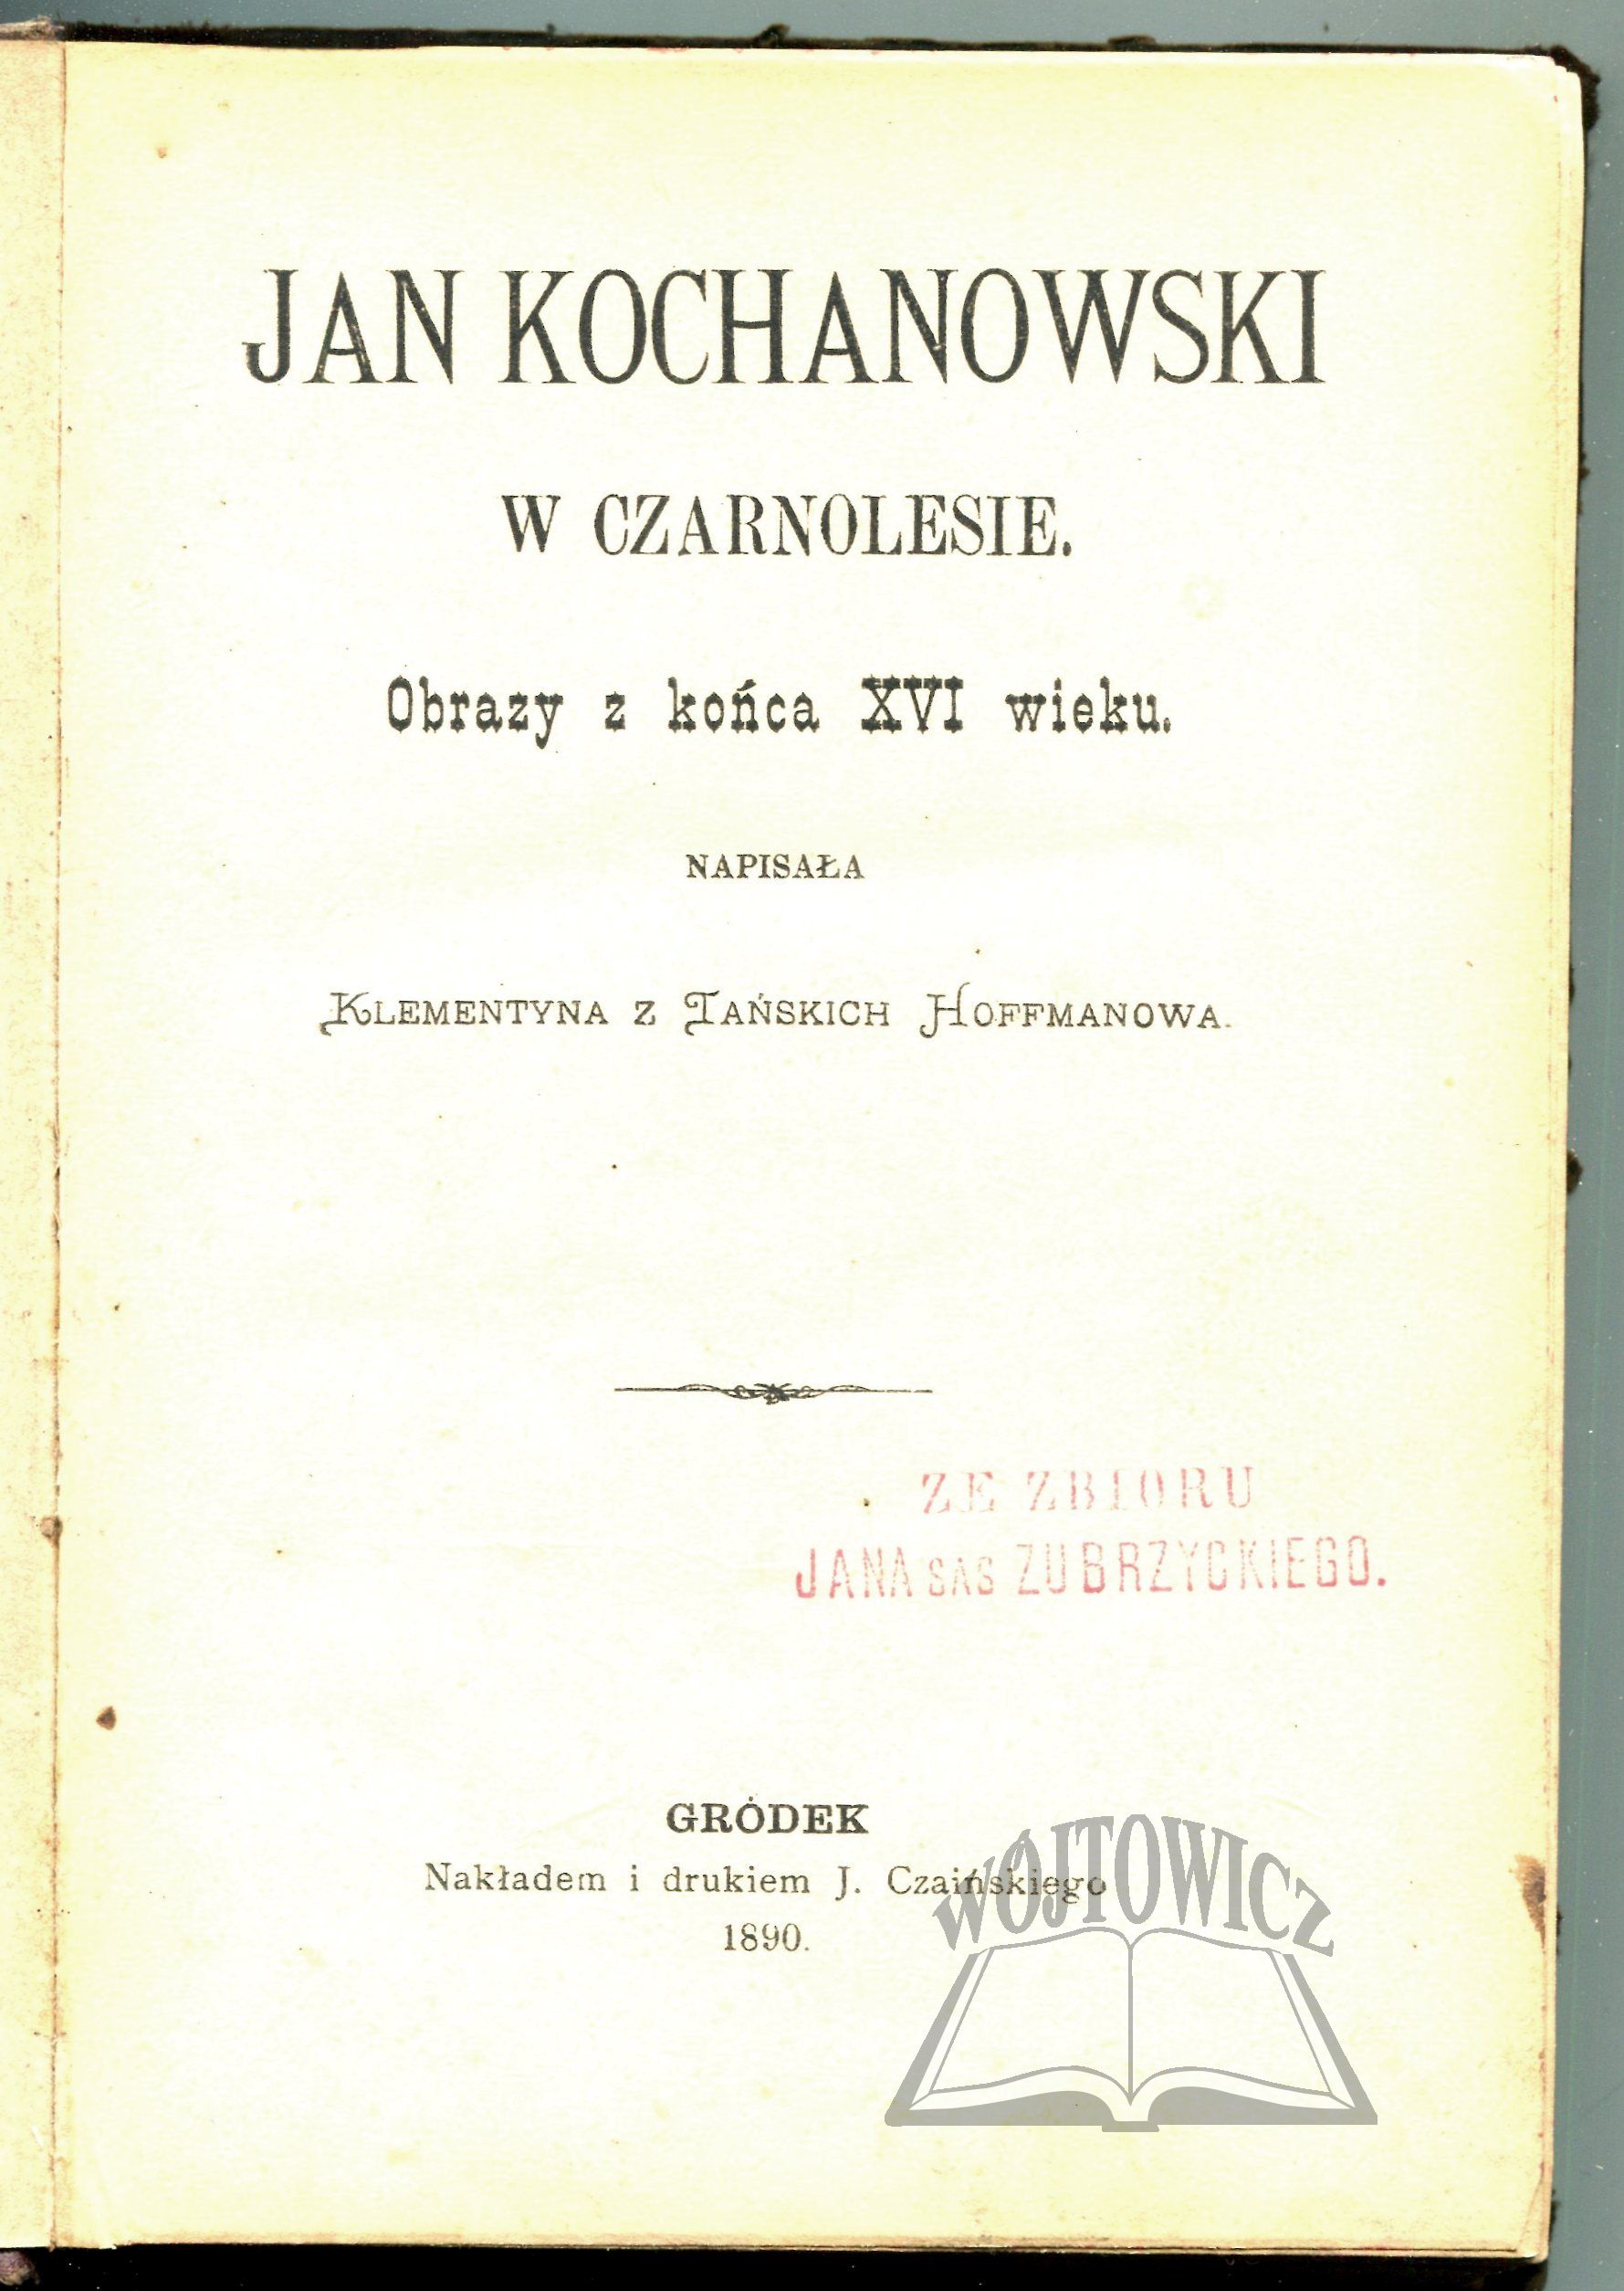 JAN KOCHANOWSKI
W CZARNOLESIE.
Obrazy z końca XVI wieku.
NAPISAŁA
KLEMENTYNA Z TAŃSKICH HOFFMANOWA.
ZE ZBIORU
JANA SAS ZUBRZYCKIEGO.
GRÓDEK
Nakładem i drukiem J. Czaińskiego
1890.
WÓJTOWICZ